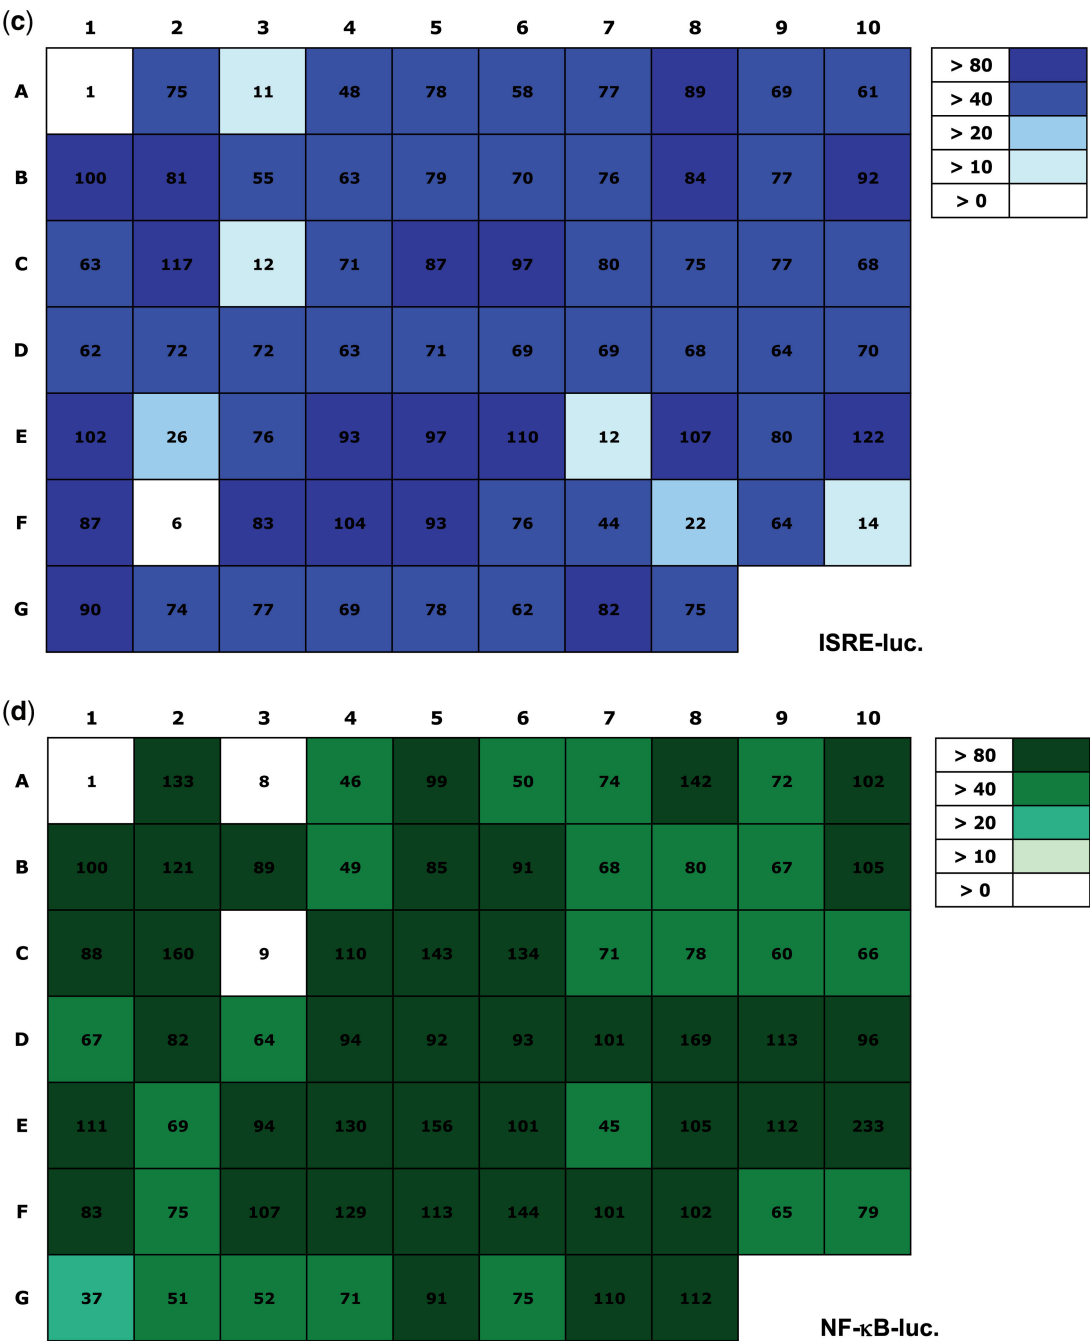 (c) 1 2 3 4 5 6 7 8 9 10
A 1 75 11 48 78 58 77 89 69 61
B 100 81 55 63 79 70 76 84 77 92
C 63 117 12 71 87 97 80 75 77 68
D 62 72 72 63 71 69 69 68 64 70
E 102 26 76 93 97 110 12 107 80 122
F 87 6 83 104 93 76 44 22 64 14
G 90 74 77 69 78 62 82 75
> 80
> 40
> 20
> 10
> 0
ISRE-luc.
(d) 1 2 3 4 5 6 7 8 9 10
A 1 133 8 46 99 50 74 142 72 102
B 100 121 89 49 85 91 68 80 67 105
C 88 160 9 110 143 134 71 78 60 66
D 67 82 64 94 92 93 101 169 113 96
E 111 69 94 130 156 101 45 105 112 233
F 83 75 107 129 113 144 101 102 65 79
G 37 51 52 71 91 75 110 112
> 80
> 40
> 20
> 10
> 0
NF-κB-luc.